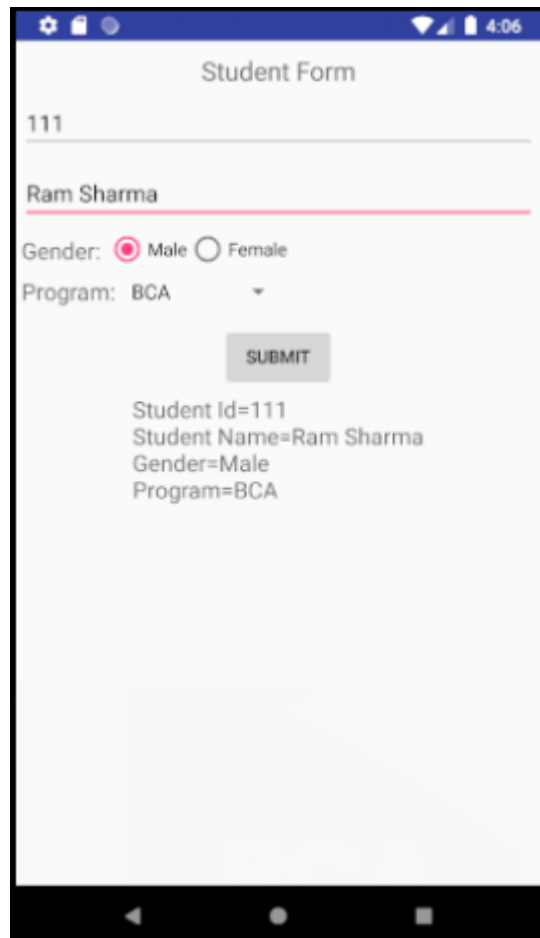 4:06
Student Form
111
Ram Sharma
Gender: Male Female
Program: BCA
SUBMIT
Student Id=111
Student Name=Ram Sharma
Gender=Male
Program=BCA
BCA